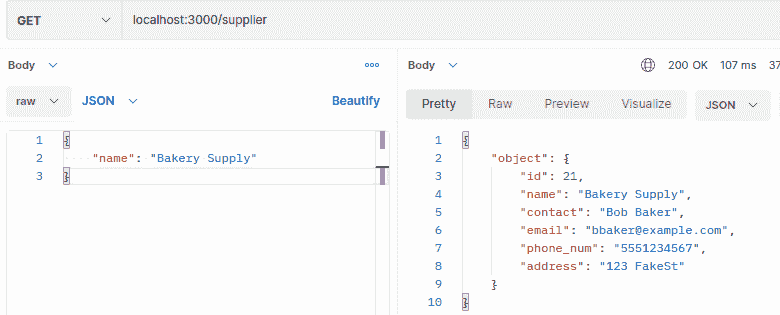 GET localhost:3000/supplier
Body
raw JSON Beautify
1 {
2 "name": "Bakery Supply"
3 }
Body 200 OK 107 ms 37
Pretty Raw Preview Visualize JSON
1 {
2 "object": {
3 "id": 21,
4 "name": "Bakery Supply",
5 "contact": "Bob Baker",
6 "email": "bbaker@example.com",
7 "phone_num": "5551234567",
8 "address": "123 FakeSt"
9 }
10 }